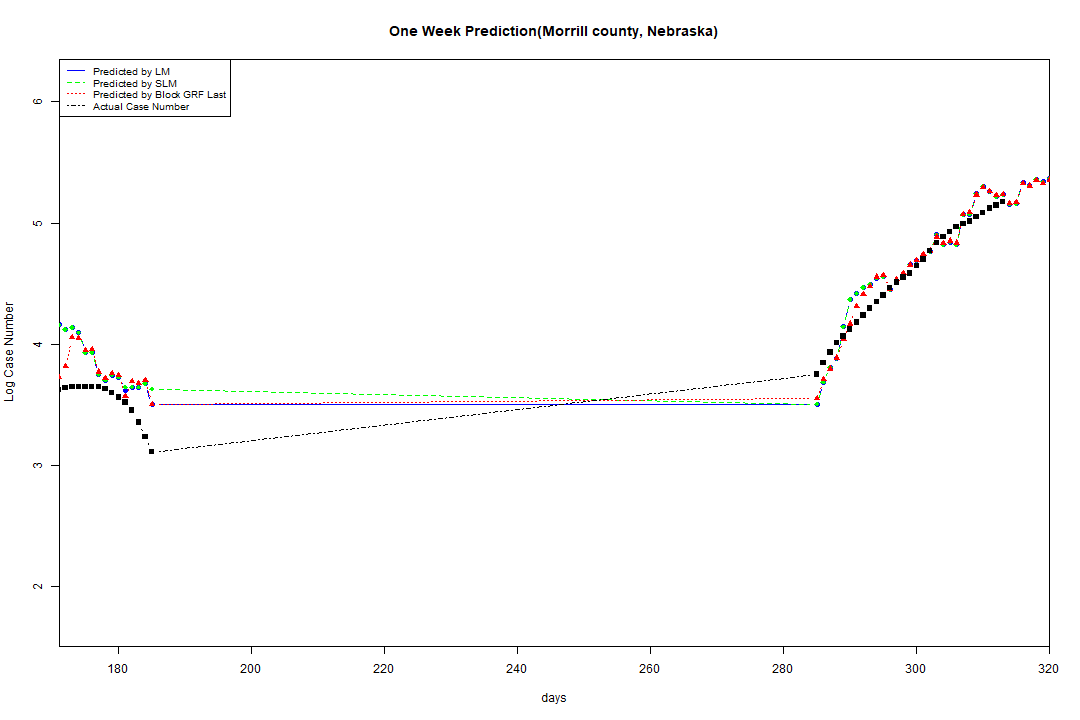 One Week Prediction(Morrill county, Nebraska)
Predicted by LM
Predicted by SLM
Predicted by Block GRF Last
Actual Case Number
6
5
4
3
2
Log Case Number
180 200 220 240 260 280 300 320
days